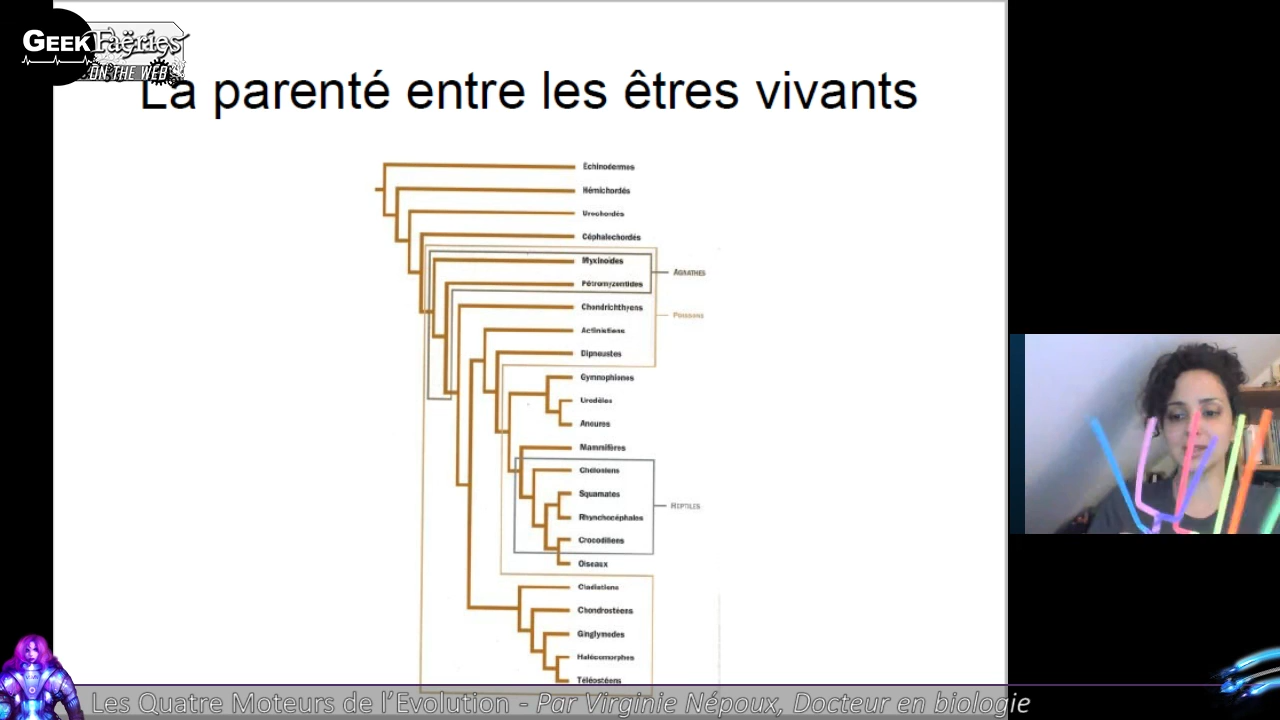 GEEK Faëries
ON THE WEB
La parenté entre les êtres vivants
Echinodermes
Hémichordés
Urochordés
Céphalochordés
Myxinoïdes
AGNATHES
Pétromyzontides
Chondrichthyens
POISSONS
Actinistiens
Dipneustes
Gymnophiones
Urodèles
Anoures
Mammifères
Chéloniens
Squamates
REPTILES
Rhynchocéphales
Crocodiliens
Oiseaux
Cladistiens
Chondrostéens
Ginglymodes
Halécomorphes
Téléostéens
Les Quatre Moteurs de l'Evolution - Par Virginie Népoux, Docteur en biologie